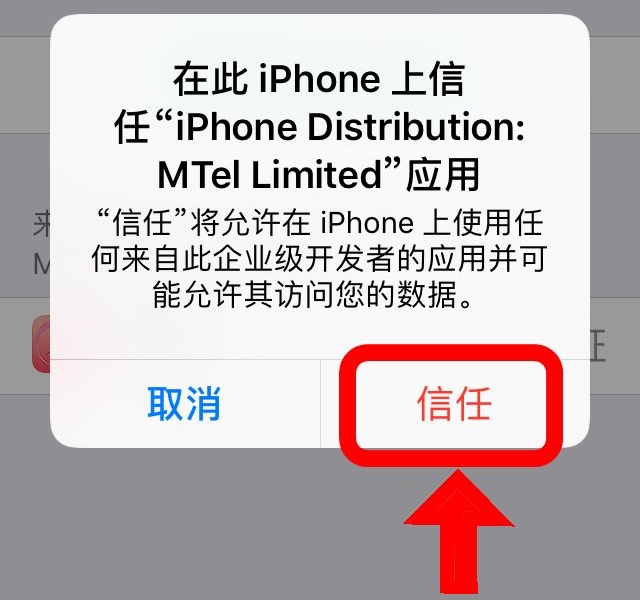 在此 iPhone 上信
任“iPhone Distribution:
MTel Limited”应用
“信任”将允许在 iPhone 上使用任
何来自此企业级开发者的应用并可
能允许其访问您的数据。
来
M
取消
信任